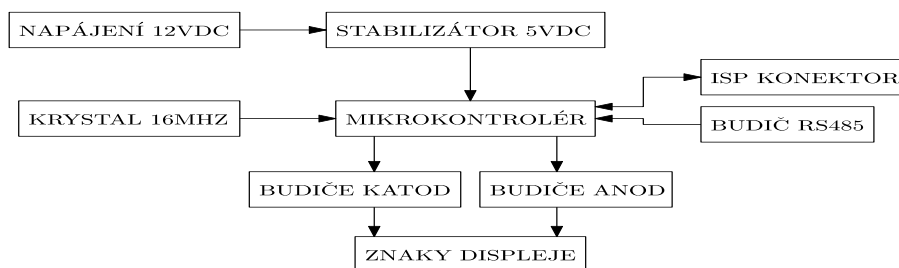 NAPÁJENÍ 12VDC
STABILIZÁTOR 5VDC
ISP KONEKTOR
KRYSTAL 16MHZ
MIKROKONTROLÉR
BUDIČ RS485
BUDIČE KATOD
BUDIČE ANOD
ZNAKY DISPLEJE